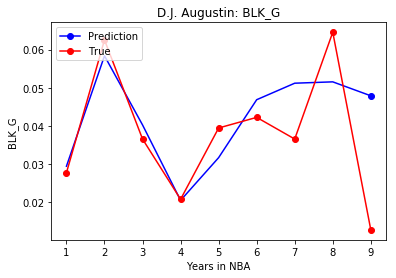 D.J. Augustin: BLK_G
Prediction
True
0.06
0.05
0.04
0.03
0.02
BLK_G
1 2 3 4 5 6 7 8 9
Years in NBA